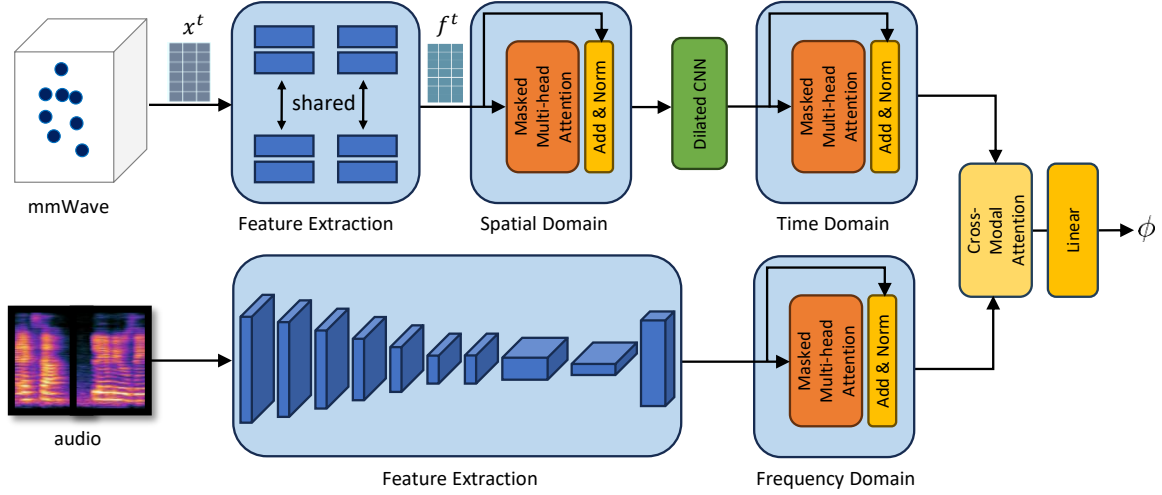 x^t
f^t
shared
Masked
Multi-head
Attention
Add & Norm
Dilated CNN
Masked
Multi-head
Attention
Add & Norm
mmWave
Feature Extraction
Spatial Domain
Time Domain
Cross-
Modal
Attention
Linear
ϕ
Masked
Multi-head
Attention
Add & Norm
audio
Feature Extraction
Frequency Domain